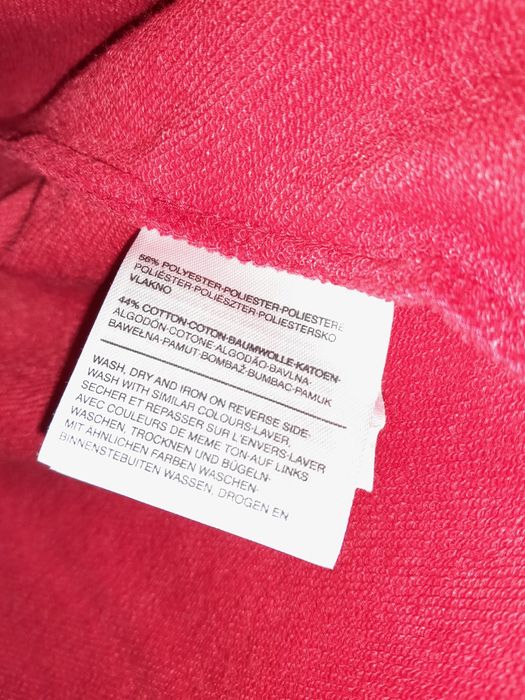 56% POLYESTER-POLIESTER-POLIESTERE
POLIÉSTER-POLIESZTER-POLIESTERSKO
VLAKNO
44% COTTON-COTON-BAUMWOLLE-KATOEN-
ALGODÓN-COTONE-ALGODÃO-BAVLNA-
BAWEŁNA-PAMUT-BOMBAŽ-BUMBAC-PAMUK
WASH, DRY AND IRON ON REVERSE SIDE-
WASH WITH SIMILAR COLOURS-LAVER,
SECHER ET REPASSER SUR L'ENVERS-LAVER
AVEC COULEURS DE MEME TON-AUF LINKS
WASCHEN, TROCKNEN UND BÜGELN-
MIT ÄHNLICHEN FARBEN WASCHEN-
BINNENSTEBUITEN WASSEN, DROGEN EN